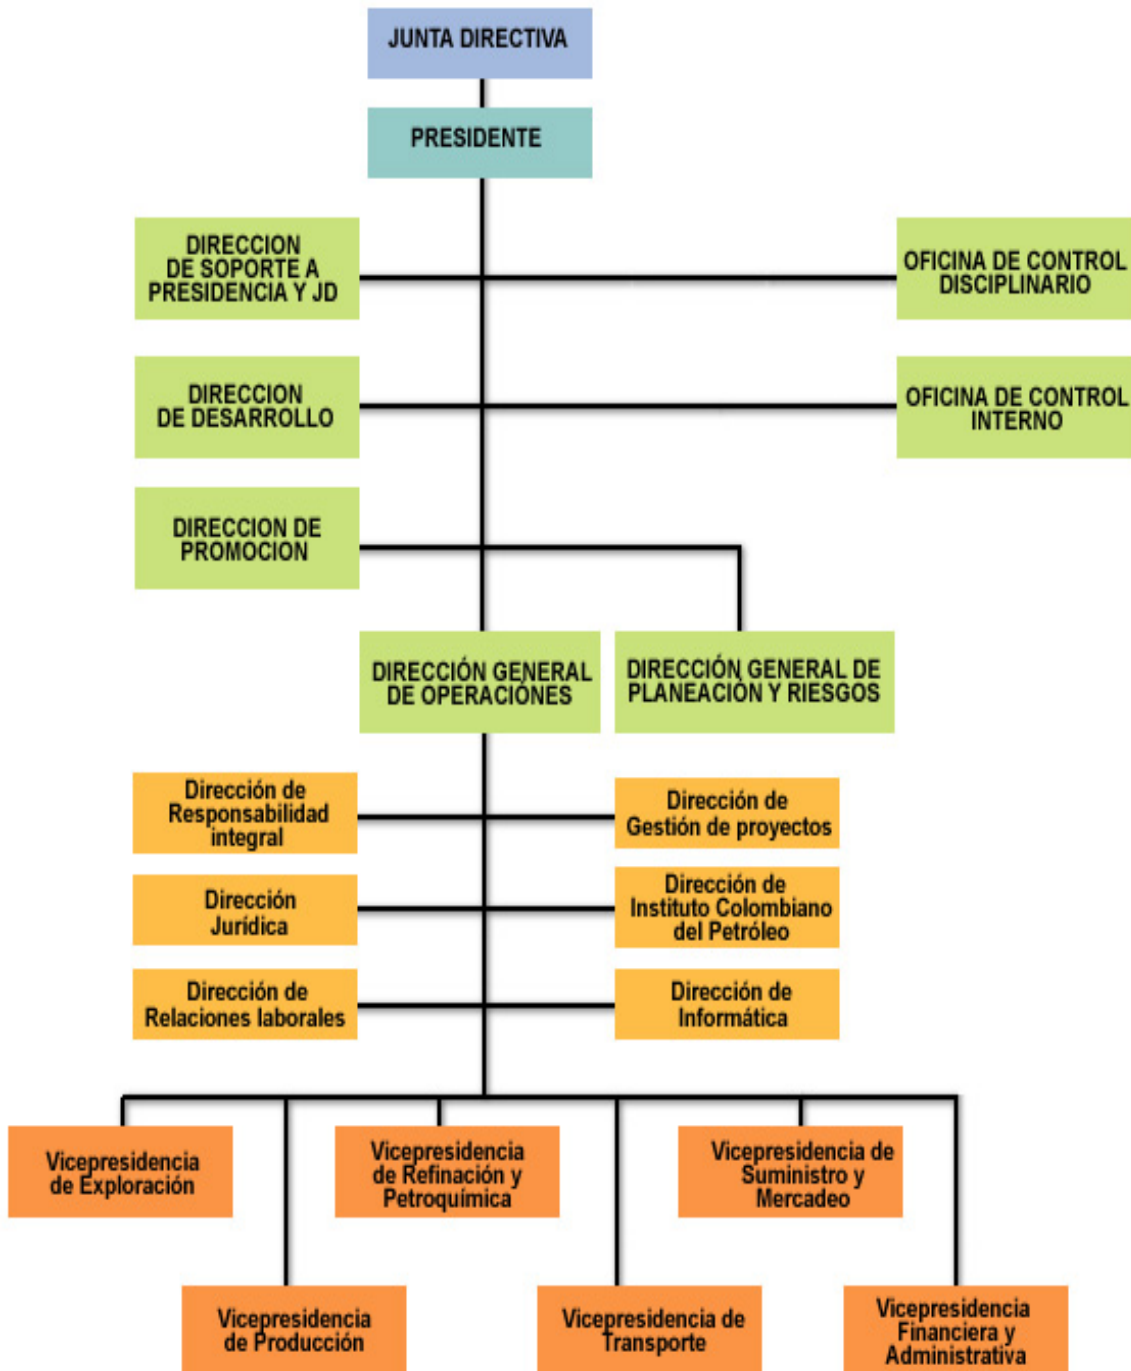 JUNTA DIRECTIVA
PRESIDENTE
DIRECCION
DE SOPORTE A
PRESIDENCIA Y JD
OFICINA DE CONTROL
DISCIPLINARIO
DIRECCION
DE DESARROLLO
OFICINA DE CONTROL
INTERNO
DIRECCION DE
PROMOCION
DIRECCIÓN GENERAL
DE OPERACIÓNES
DIRECCIÓN GENERAL DE
PLANEACIÓN Y RIESGOS
Dirección de
Responsabilidad
integral
Dirección de
Gestión de proyectos
Dirección
Jurídica
Dirección de
Instituto Colombiano
del Petróleo
Dirección de
Relaciones laborales
Dirección de
Informática
Vicepresidencia
de Exploración
Vicepresidencia
de Refinación y
Petroquímica
Vicepresidencia de
Suministro y
Mercadeo
Vicepresidencia
de Producción
Vicepresidencia de
Transporte
Vicepresidencia
Financiera y
Administrativa